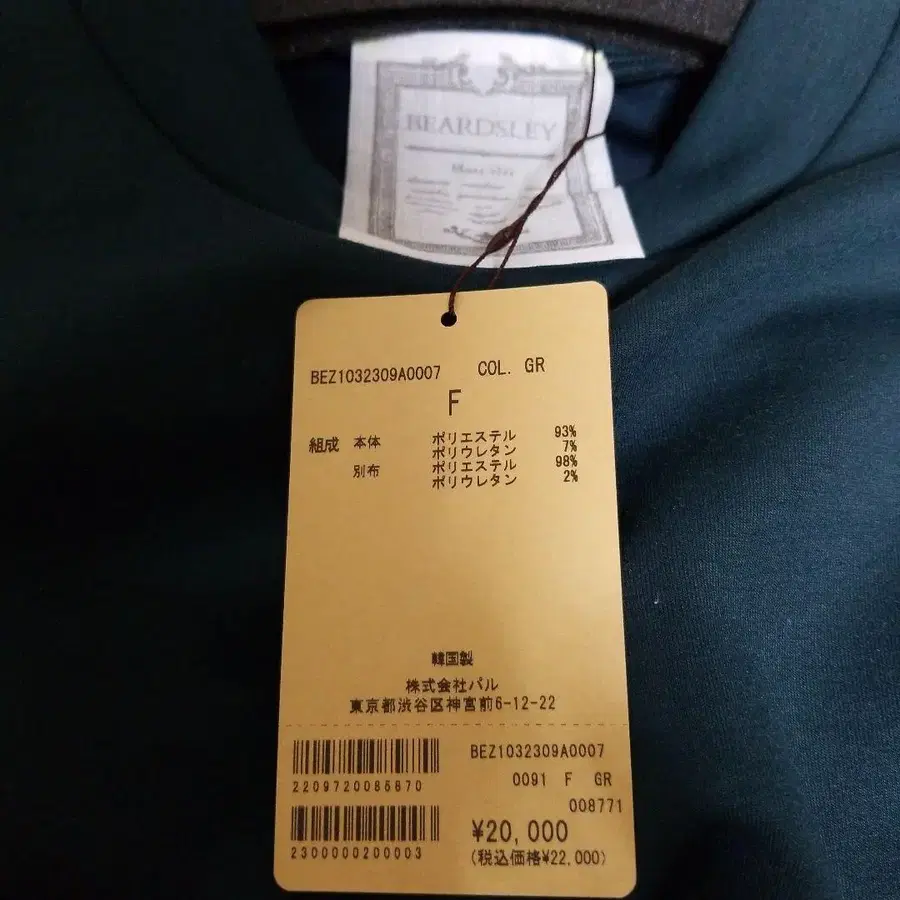 BEARDSLEY
BEZ1032309A0007 COL. GR
F
組成 本体 ポリエステル 93%
ポリウレタン 7%
別布 ポリエステル 98%
ポリウレタン 2%
韓国製
株式会社パル
東京都渋谷区神宮前6-12-22
BEZ1032309A0007
2209720085870
0091 F GR
008771
¥20,000
2300000200003
(税込価格¥22,000)